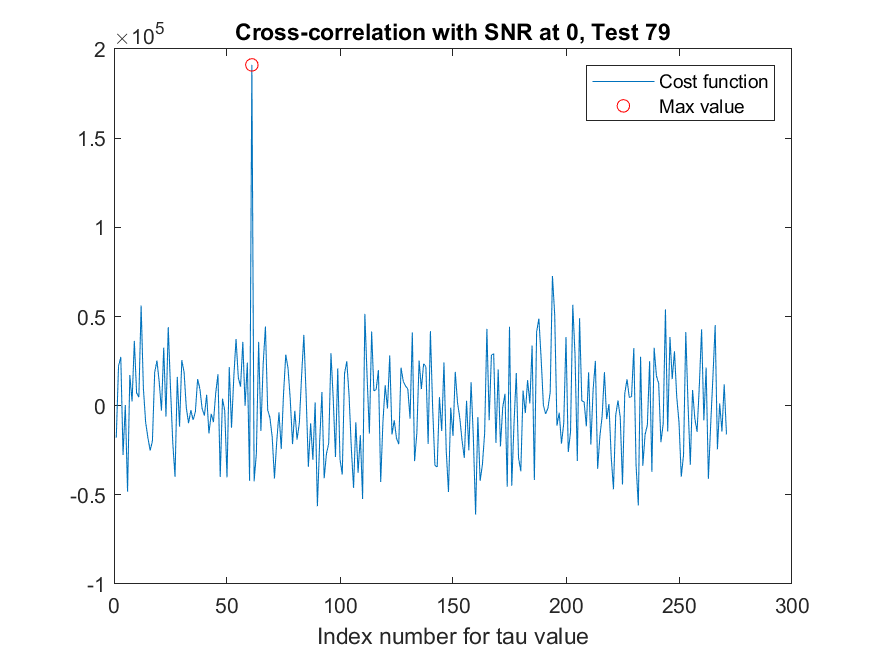 Cross-correlation with SNR at 0, Test 79
×10^5
2
1.5
1
0.5
0
-0.5
-1
0 50 100 150 200 250 300
Index number for tau value
Cost function
Max value